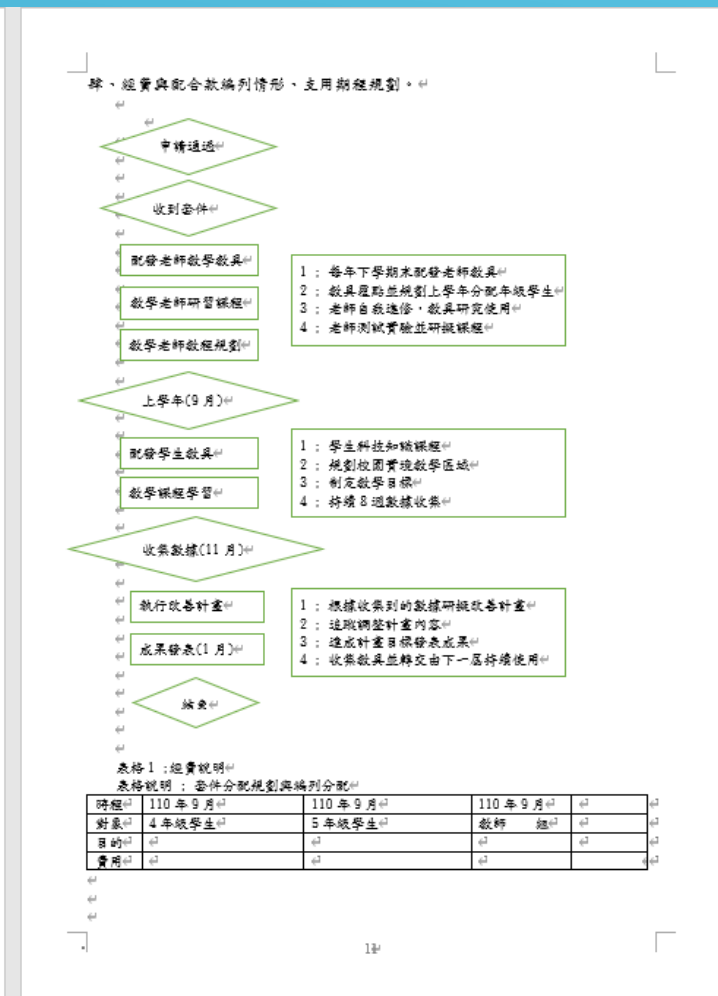 肆、經費與配合款編列情形、支用期程規劃。
申請通過
收到套件
配發老師教學教具
教學老師研習課程
教學老師教程規劃
1 : 每年下學期末配發老師教具
2 : 教具盤點並規劃上學年分配年級學生
3 : 老師自我進修，教具研究使用
4 : 老師測試實驗並研擬課程
上學年(9 月)
配發學生教具
教學課程學習
1 : 學生科技知識課程
2 : 規劃校園實境教學區域
3 : 制定教學目標
4 : 持續 8 週數據收集
收集數據(11 月)
執行改善計畫
成果發表(1 月)
1 : 根據收集到的數據研擬改善計畫
2 : 追蹤調整計畫內容
3 : 達成計畫目標發表成果
4 : 收集教具並轉交由下一屆持續使用
結束
表格 1 :經費說明
表格說明 : 套件分配規劃與編列分配
時程 110 年 9 月 110 年 9 月 110 年 9 月
對象 4 年級學生 5 年級學生 教師 組
目的
費用